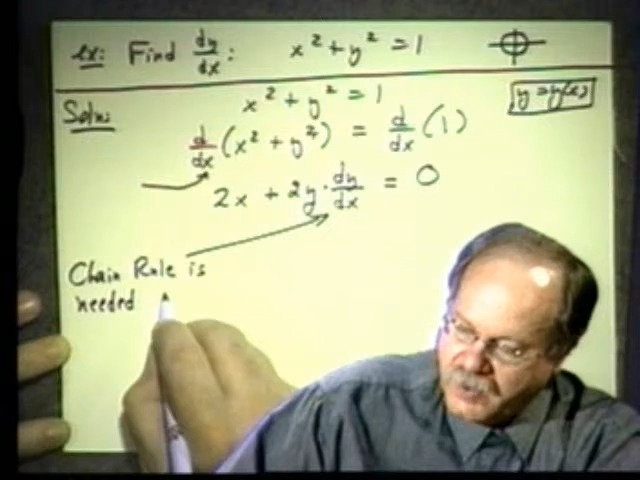 ex: Find dy/dx: x² + y² = 1
Soln: x² + y² = 1
y = y(x)
d/dx (x² + y²) = d/dx (1)
2x + 2y · dy/dx = 0
Chain Rule is
needed